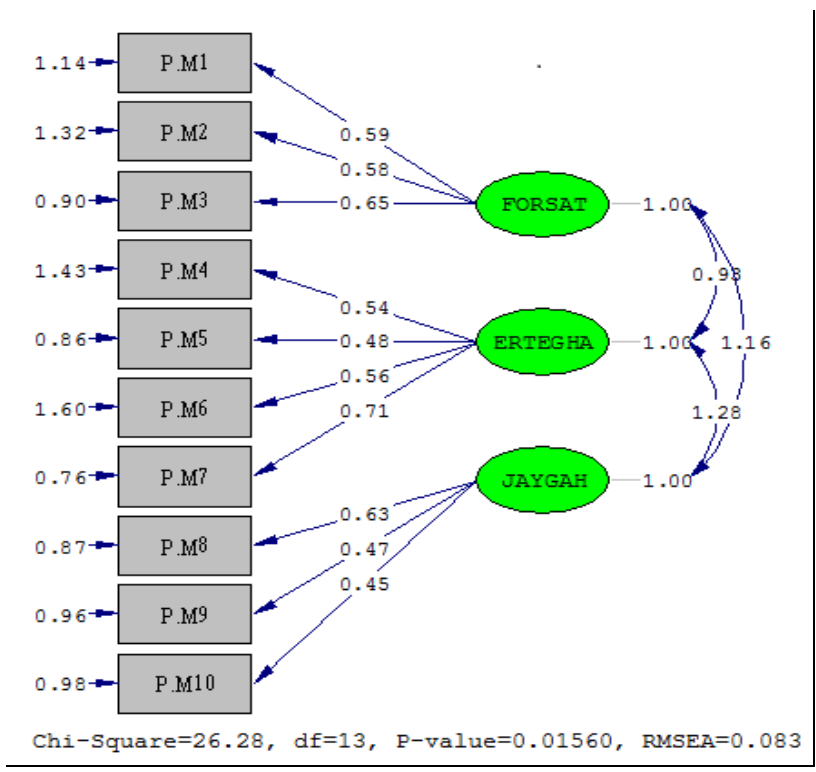 1.14 P.M1
1.32 P.M2 0.59
0.58
0.90 P.M3 0.65 FORSAT 1.00
1.43 P.M4 0.93
0.54
0.86 P.M5 0.48 ERTEGHA 1.00 1.16
0.56
1.60 P.M6 0.71 1.28
0.76 P.M7 JAYGAH 1.00
0.63
0.87 P.M8 0.47
0.45
0.96 P.M9
0.98 P.M10
Chi-Square=26.28, df=13, P-value=0.01560, RMSEA=0.083